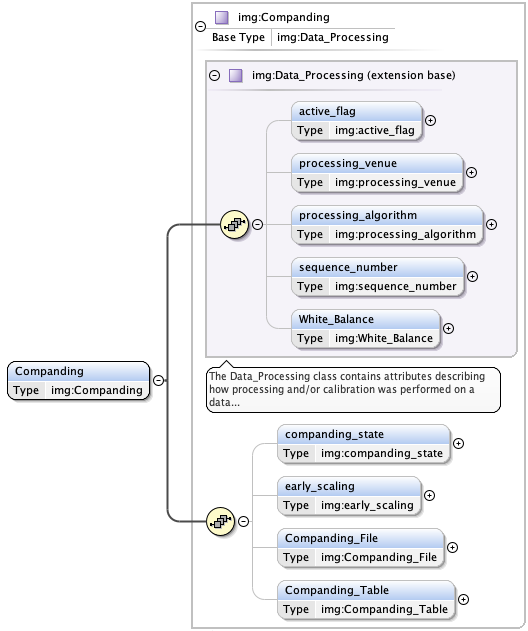 img:Companding
Base Type img:Data_Processing
img:Data_Processing (extension base)
active_flag
Type img:active_flag
processing_venue
Type img:processing_venue
processing_algorithm
Type img:processing_algorithm
sequence_number
Type img:sequence_number
White_Balance
Type img:White_Balance
The Data_Processing class contains attributes describing
how processing and/or calibration was performed on a
data...
Companding
Type img:Companding
companding_state
Type img:companding_state
early_scaling
Type img:early_scaling
Companding_File
Type img:Companding_File
Companding_Table
Type img:Companding_Table